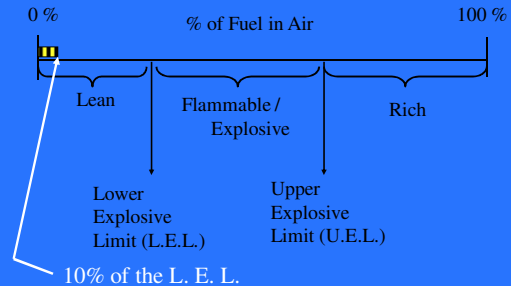 0 % % of Fuel in Air 100 %
Lean
Flammable /
Explosive
Rich
Lower
Explosive
Limit (L.E.L.)
Upper
Explosive
Limit (U.E.L.)
10% of the L. E. L.